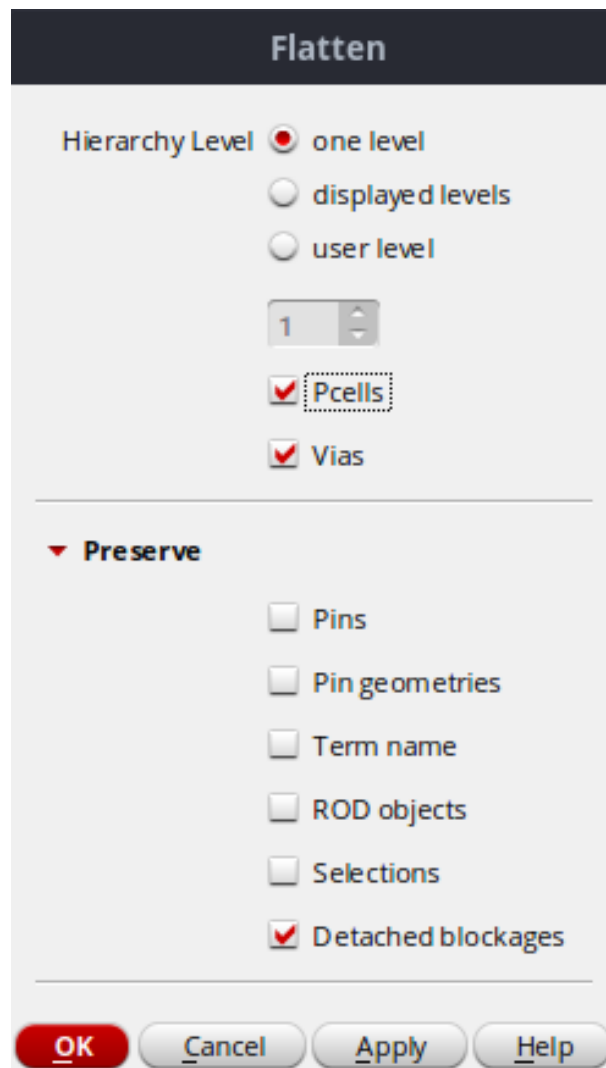 Flatten
Hierarchy Level one level
displayed levels
user level
1
Pcells
Vias
Preserve
Pins
Pin geometries
Term name
ROD objects
Selections
Detached blockages
OK Cancel Apply Help